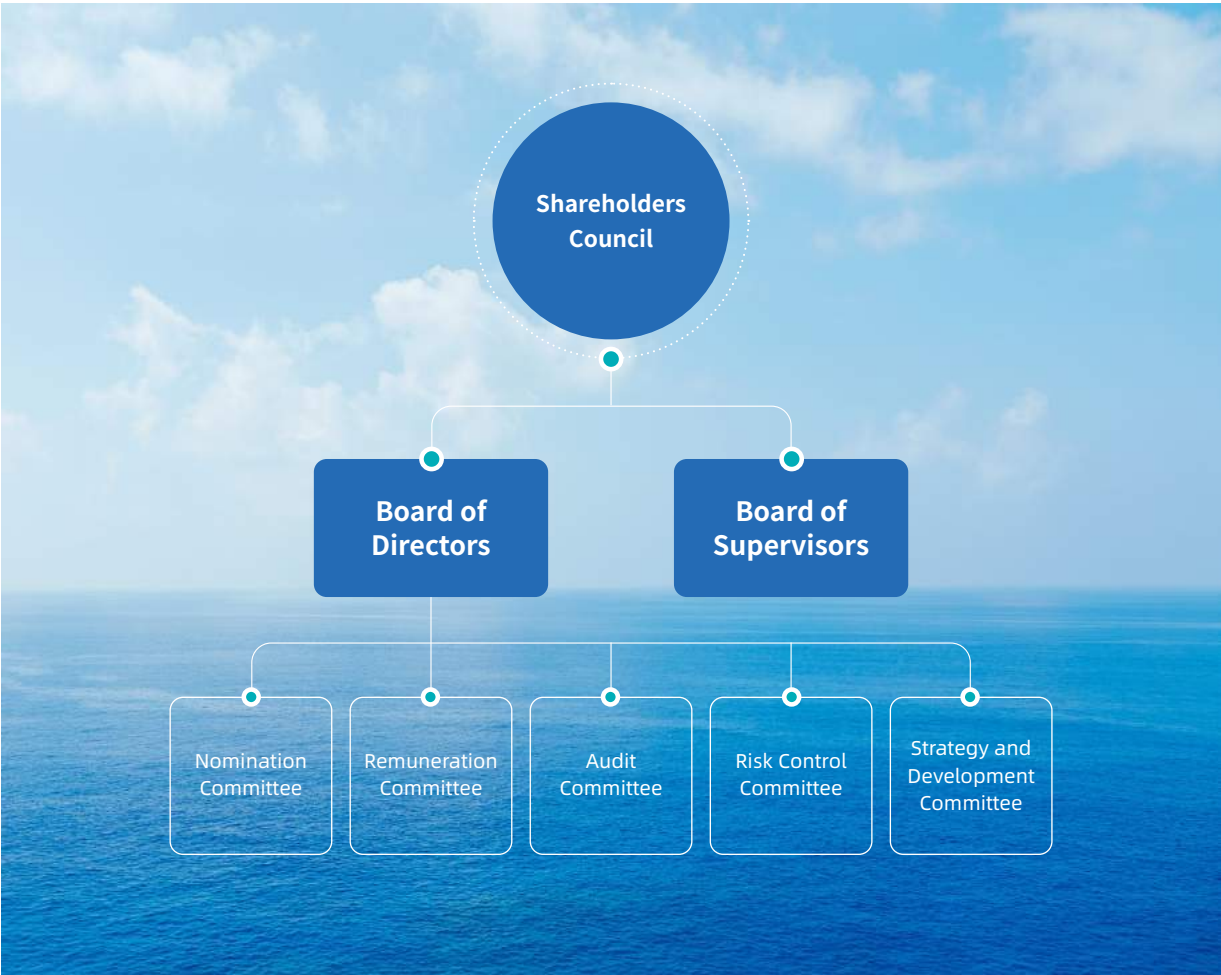 Shareholders
Council
Board of
Directors
Board of
Supervisors
Nomination
Committee
Remuneration
Committee
Audit
Committee
Risk Control
Committee
Strategy and
Development
Committee